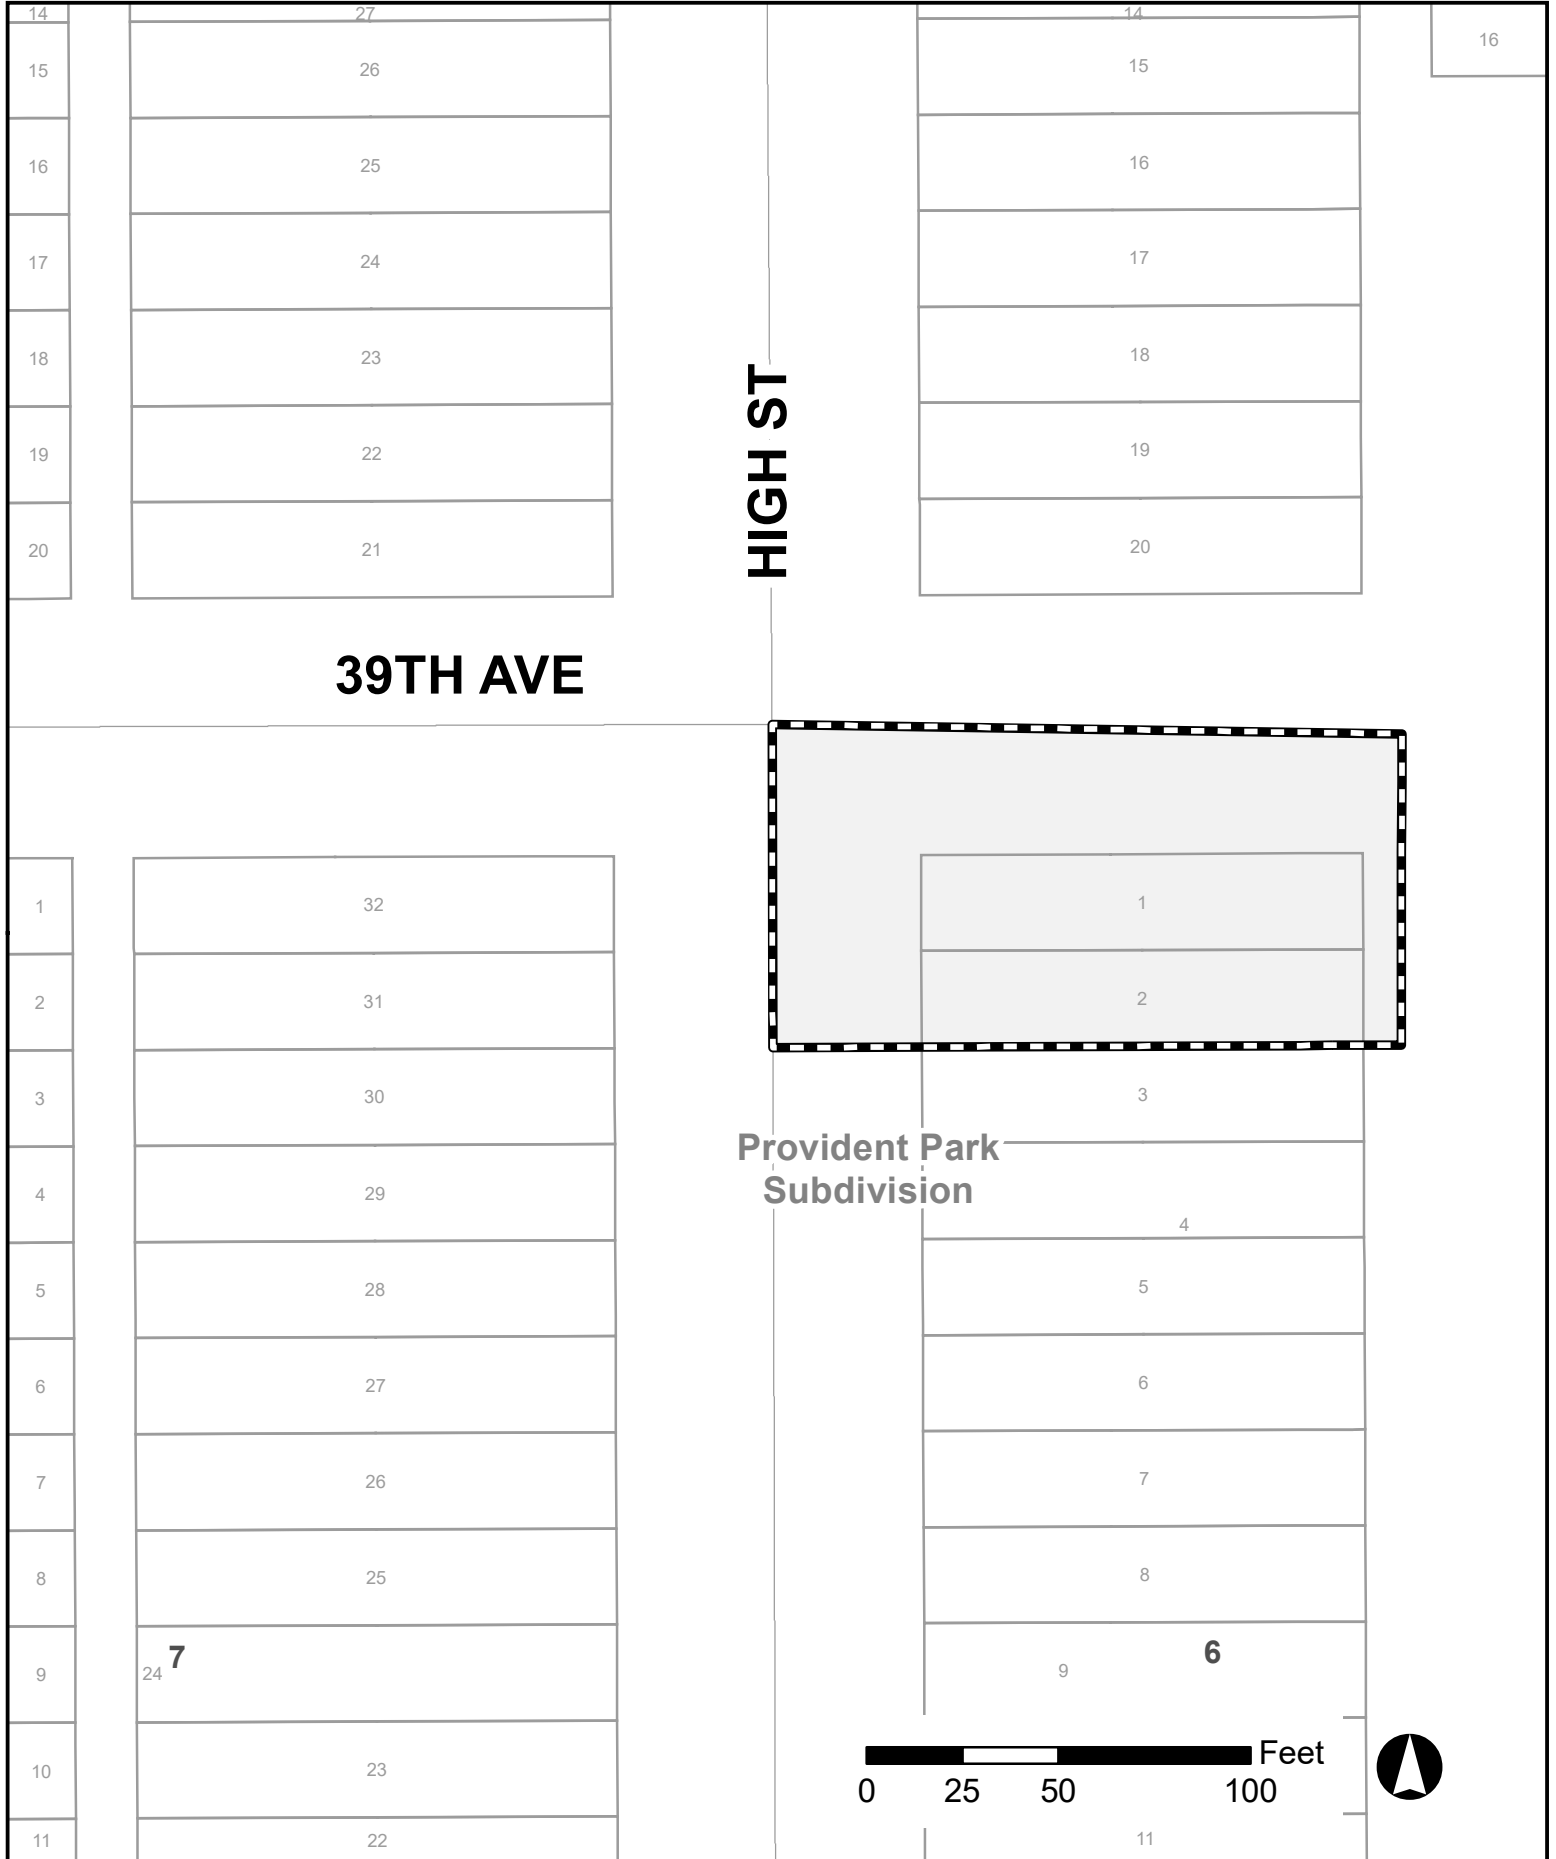 14 27 14 16
15 26 15
16 25 16
17 24 17
18 23 18
19 22 19
20 21 20
HIGH ST
39TH AVE
1 32 1
2 31 2
3 30 3
Provident Park
Subdivision
4 29 4
5 28 5
6 27 6
7 26 7
8 25 8
9 24 7 9 6
10 23
Feet
0 25 50 100
11 22 11